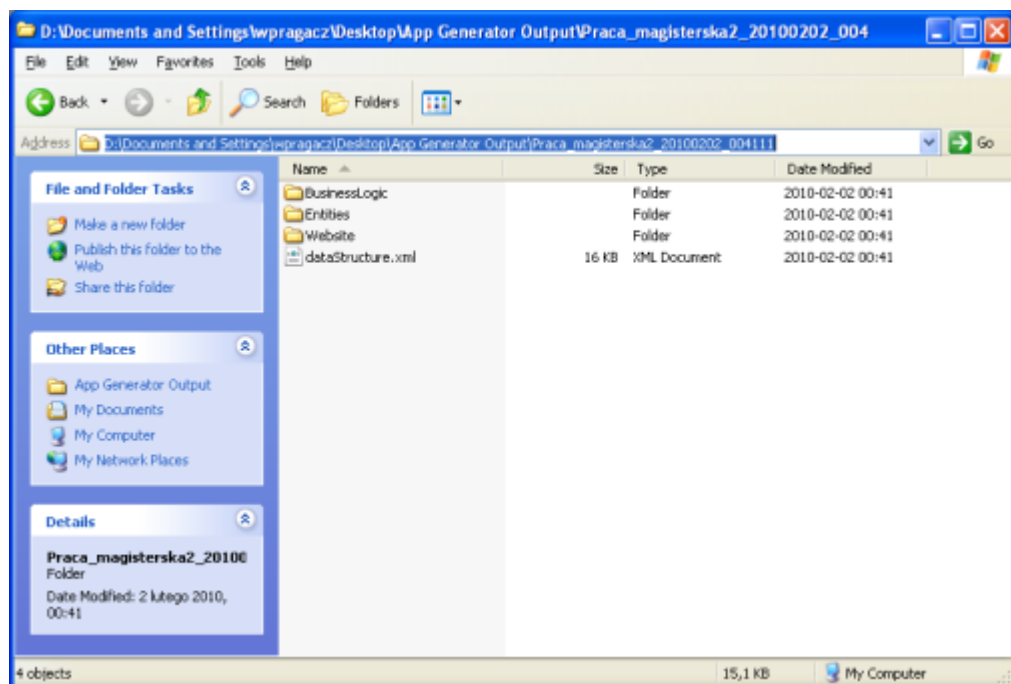 D:\Documents and Settings\wpragacz\Desktop\App Generator Output\Praca_magisterska2_20100202_004
File Edit View Favorites Tools Help
Back Search Folders
Address D:\Documents and Settings\wpragacz\Desktop\App Generator Output\Praca_magisterska2_20100202_004111 Go
Name Size Type Date Modified
File and Folder Tasks
Make a new folder
Publish this folder to the
Web
Share this folder
BusinessLogic Folder 2010-02-02 00:41
Entities Folder 2010-02-02 00:41
Website Folder 2010-02-02 00:41
dataStructure.xml 16 KB XML Document 2010-02-02 00:41
Other Places
App Generator Output
My Documents
My Computer
My Network Places
Details
Praca_magisterska2_20100
Folder
Date Modified: 2 lutego 2010,
00:41
4 objects 15,1 KB My Computer